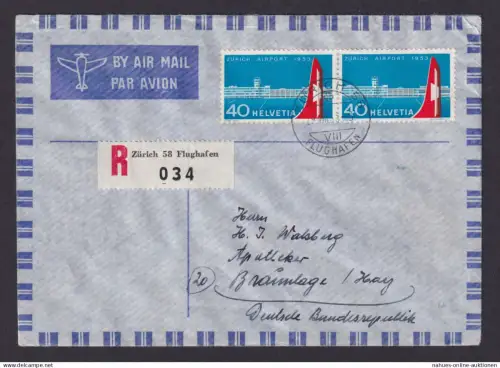 BY AIR MAIL
PAR AVION
ZÜRICH AIRPORT 1953
40 HELVETIA
ZÜRICH AIRPORT 1953
40 HELVETIA
VIII
FLUGHAFEN
R Zürich 58 Flughafen
034
Herrn
H. J. Walsberg
Apotheker
(20) Braunlage / Harz
Deutsche Bundesrepublik
nahues-online-auktionen / delcampe.net